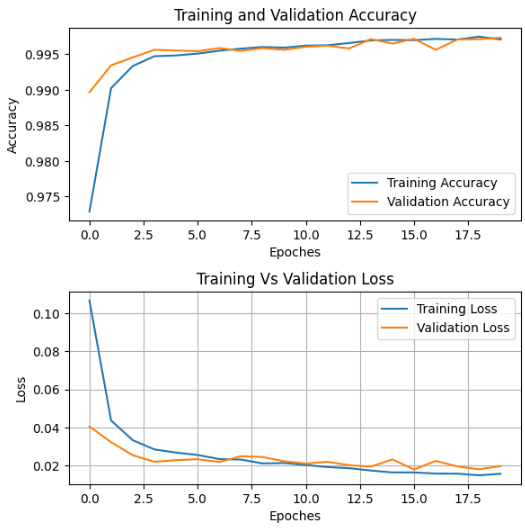 Training and Validation Accuracy
Accuracy
0.995
0.990
0.985
0.980
0.975
Training Accuracy
Validation Accuracy
0.0 2.5 5.0 7.5 10.0 12.5 15.0 17.5
Epoches
Training Vs Validation Loss
Loss
0.10
0.08
0.06
0.04
0.02
Training Loss
Validation Loss
0.0 2.5 5.0 7.5 10.0 12.5 15.0 17.5
Epoches